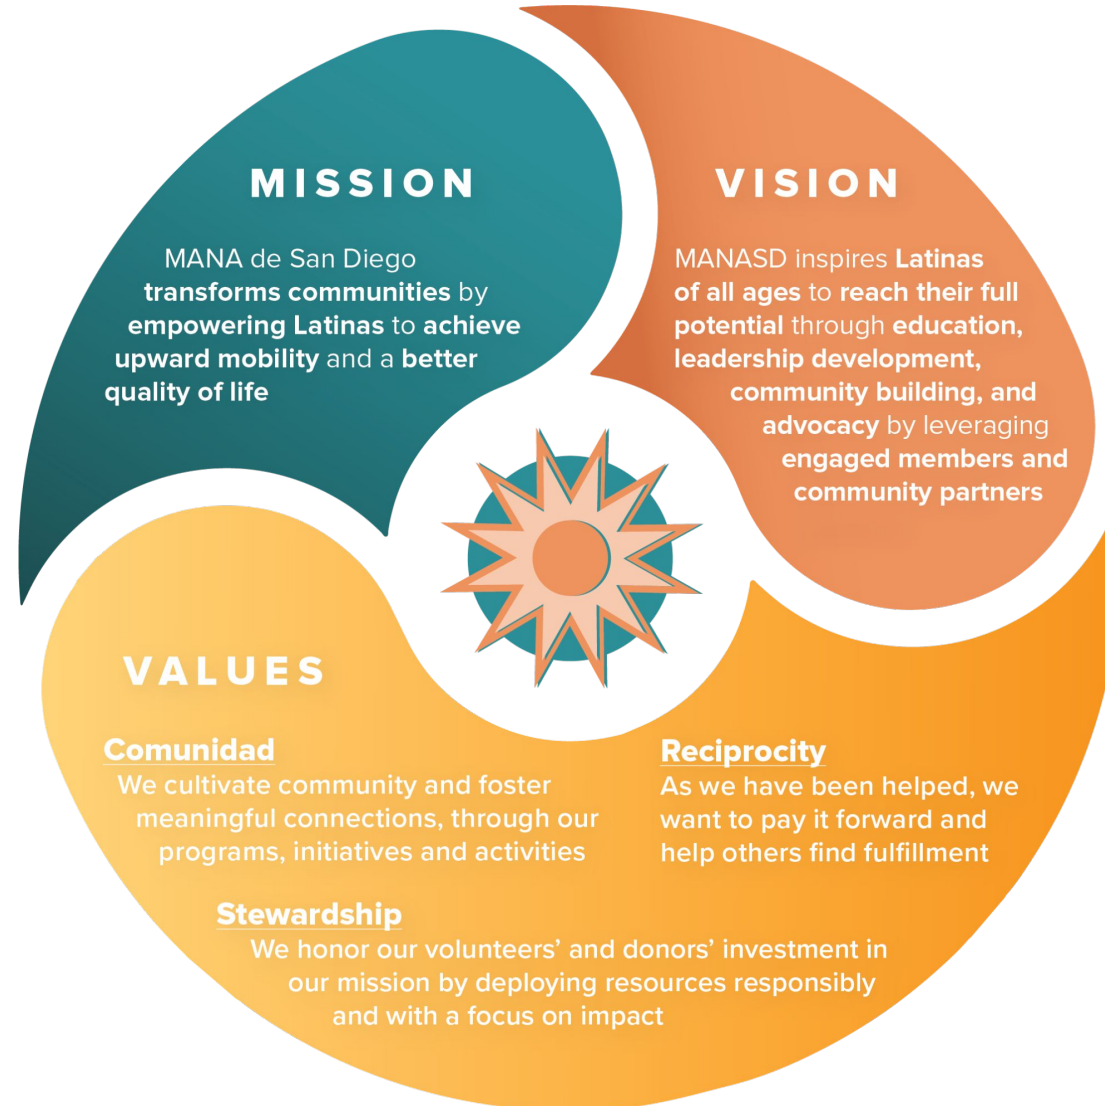 MISSION
MANA de San Diego
transforms communities by
empowering Latinas to achieve
upward mobility and a better
quality of life
VISION
MANASD inspires Latinas
of all ages to reach their full
potential through education,
leadership development,
community building, and
advocacy by leveraging
engaged members and
community partners
VALUES
Comunidad
We cultivate community and foster
meaningful connections, through our
programs, initiatives and activities
Reciprocity
As we have been helped, we
want to pay it forward and
help others find fulfillment
Stewardship
We honor our volunteers’ and donors’ investment in
our mission by deploying resources responsibly
and with a focus on impact